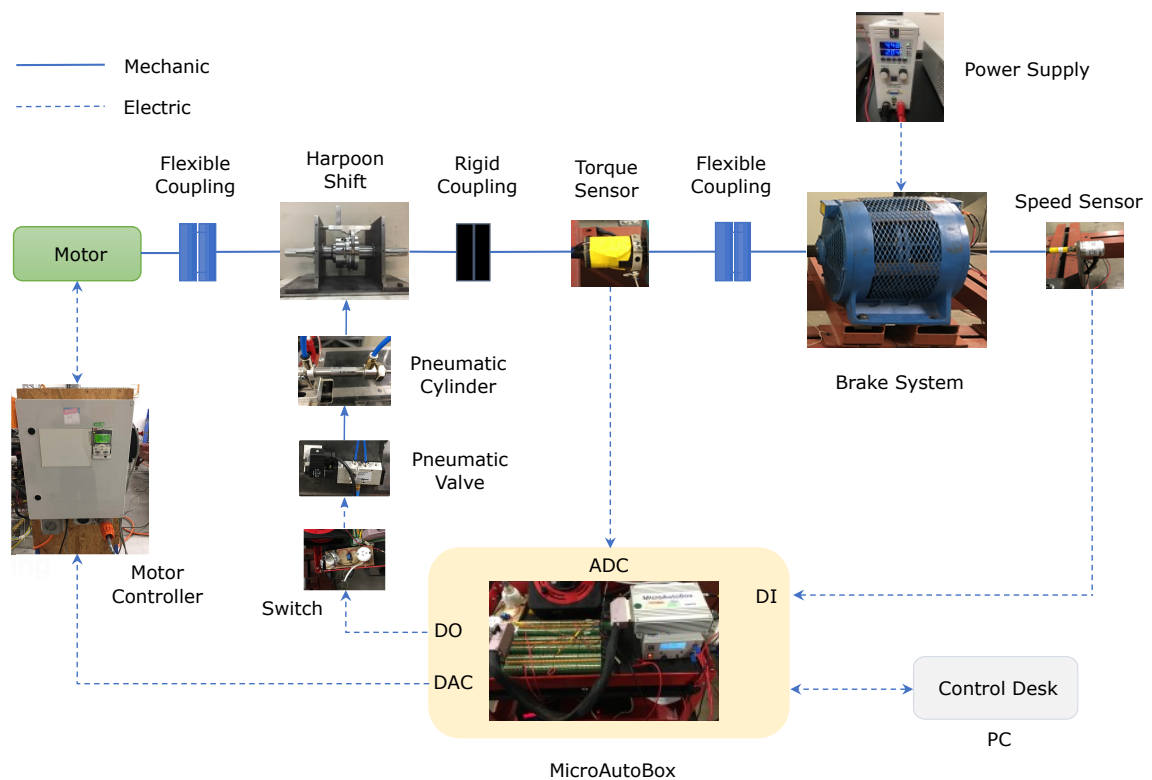 Mechanic
Electric
Power Supply
Flexible
Coupling
Harpoon
Shift
Rigid
Coupling
Torque
Sensor
Flexible
Coupling
Speed Sensor
Motor
Pneumatic
Cylinder
Brake System
Pneumatic
Valve
Motor
Controller
Switch
ADC
DI
DO
DAC
MicroAutoBox
Control Desk
PC
MicroAutoBox